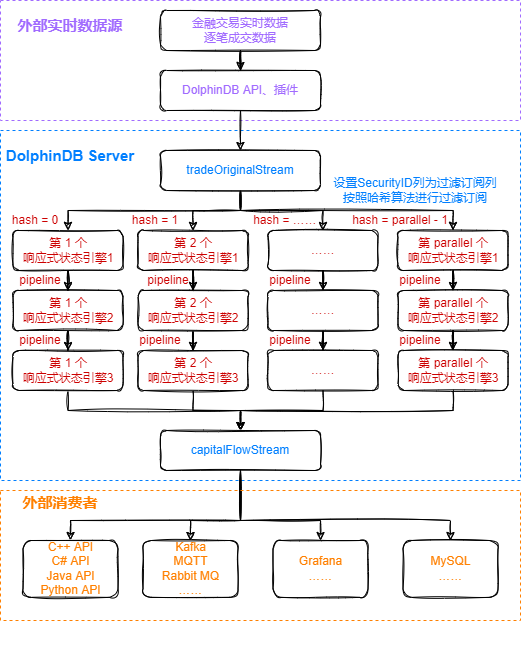 外部实时数据源
金融交易实时数据
逐笔成交数据
DolphinDB API、插件
DolphinDB Server
tradeOriginalStream
设置SecurityID列为过滤订阅列
按照哈希算法进行过滤订阅
hash = 0
hash = 1
hash = ……
hash = parallel - 1
第 1 个
响应式状态引擎1
第 2 个
响应式状态引擎1
……
第 parallel 个
响应式状态引擎1
pipeline
pipeline
pipeline
pipeline
第 1 个
响应式状态引擎2
第 2 个
响应式状态引擎2
……
第 parallel 个
响应式状态引擎2
pipeline
pipeline
pipeline
pipeline
第 1 个
响应式状态引擎3
第 2 个
响应式状态引擎3
……
第 parallel 个
响应式状态引擎3
capitalFlowStream
外部消费者
C++ API
C# API
Java API
Python API
Kafka
MQTT
Rabbit MQ
……
Grafana
……
MySQL
……